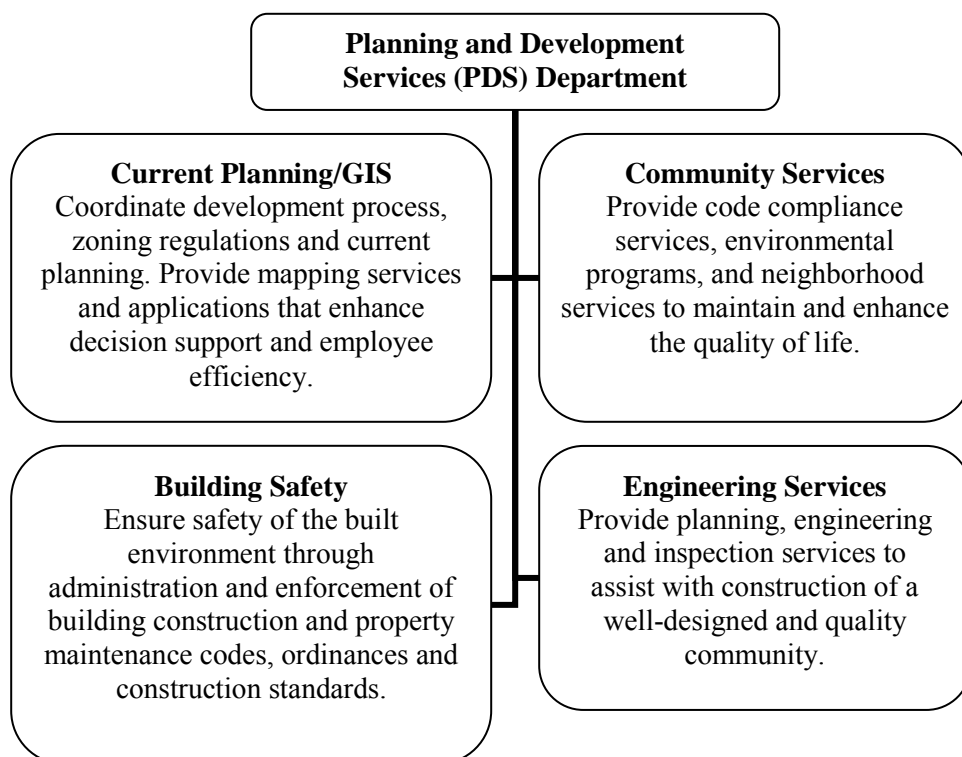 Planning and Development
Services (PDS) Department
Current Planning/GIS
Coordinate development process,
zoning regulations and current
planning. Provide mapping services
and applications that enhance
decision support and employee
efficiency.
Community Services
Provide code compliance
services, environmental
programs, and neighborhood
services to maintain and enhance
the quality of life.
Building Safety
Ensure safety of the built
environment through
administration and enforcement of
building construction and property
maintenance codes, ordinances and
construction standards.
Engineering Services
Provide planning, engineering
and inspection services to
assist with construction of a
well-designed and quality
community.